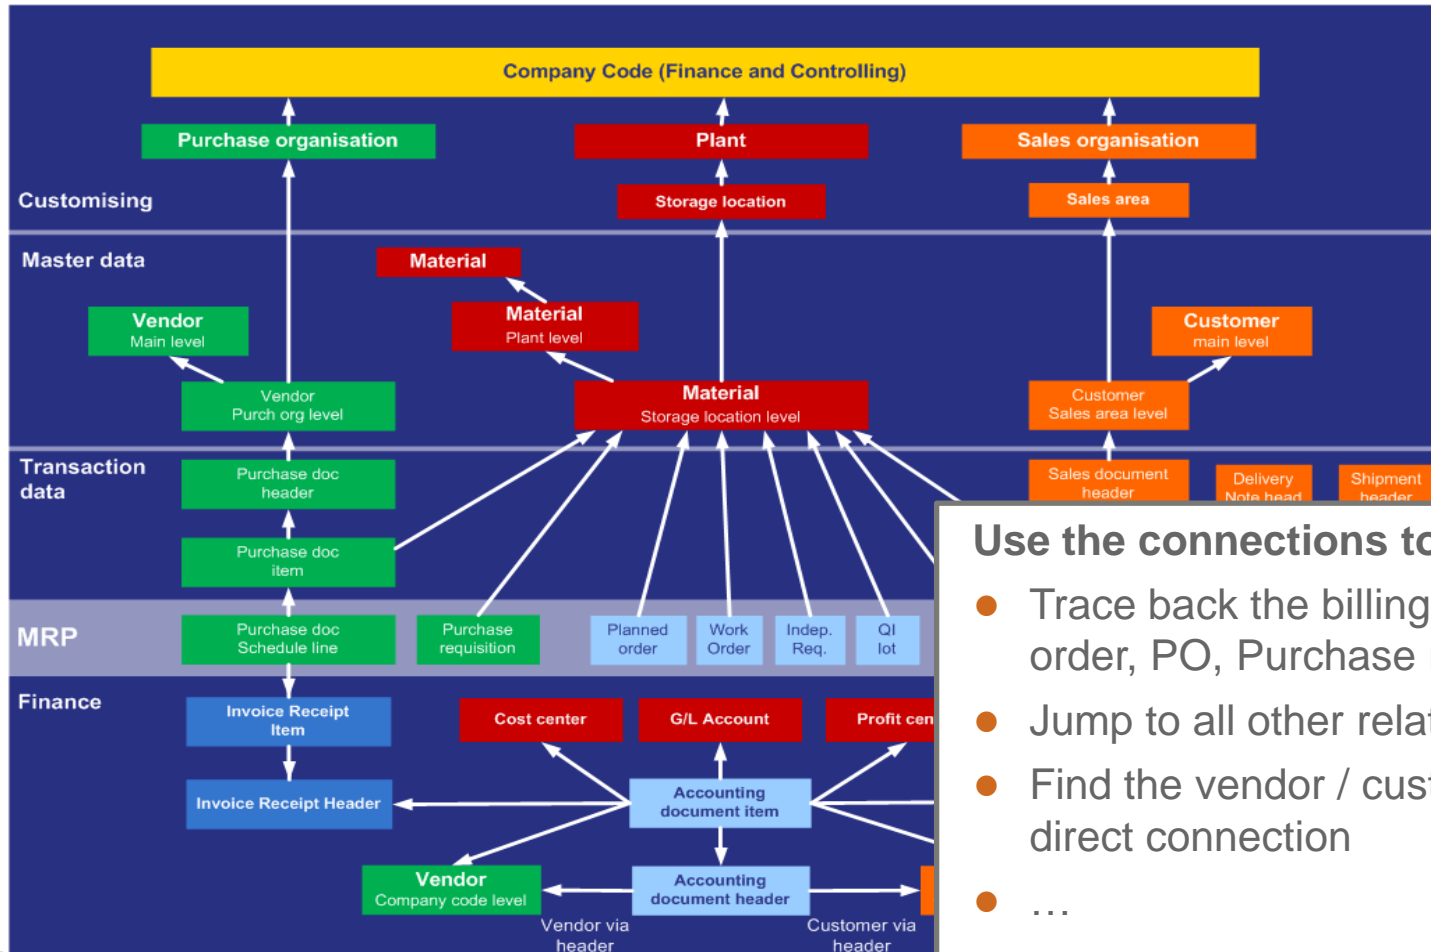 Company Code (Finance and Controlling)
Purchase organisation
Plant
Sales organisation
Customising
Storage location
Sales area
Master data
Material
Vendor
Main level
Material
Plant level
Customer
main level
Vendor
Purch org level
Material
Storage location level
Customer
Sales area level
Transaction
data
Purchase doc
header
Sales document
header
Delivery
Note head
Shipment
header
Purchase doc
item
MRP
Purchase doc
Schedule line
Purchase
requisition
Planned
order
Work
Order
Indep.
Req.
QI
lot
Finance
Invoice Receipt
Item
Cost center
G/L Account
Profit cen
Invoice Receipt Header
Accounting
document item
Vendor
Company code level
Accounting
document header
Vendor via
header
Customer via
header
Use the connections to
● Trace back the billing
order, PO, Purchase
● Jump to all other relat
● Find the vendor / cust
direct connection
● …